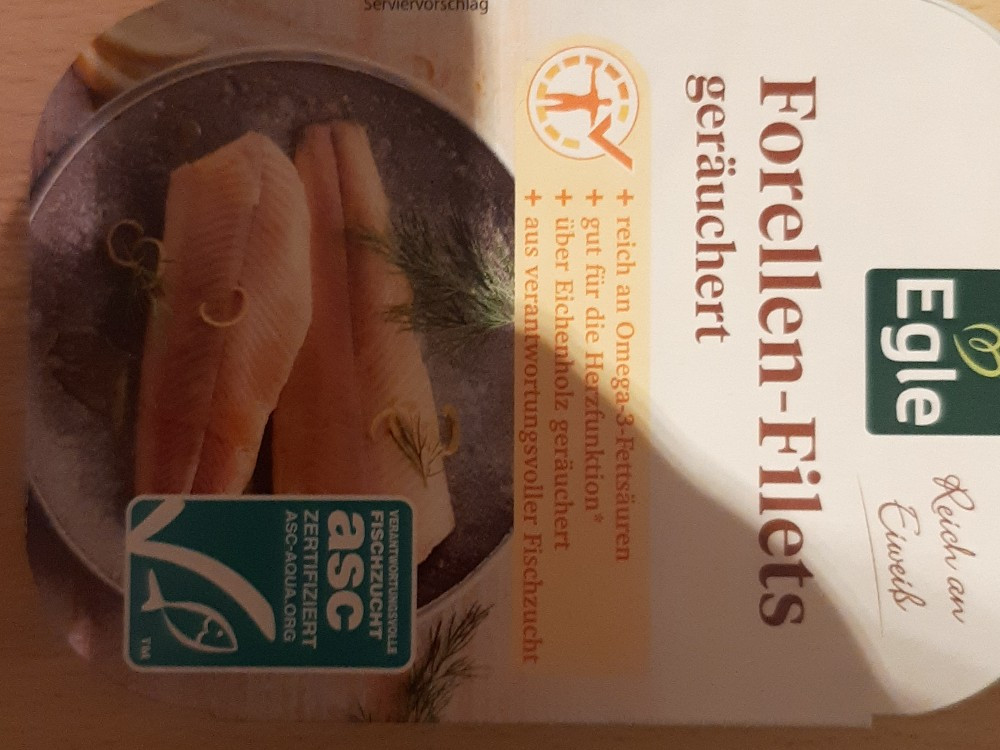 Egle
Reich an
Eiweiß
Forellen-Filets
geräuchert
+ reich an Omega-3-Fettsäuren
+ gut für die Herzfunktion*
+ über Eichenholz geräuchert
+ aus verantwortungsvoller Fischzucht
Serviervorschlag
VERANTWORTUNGSVOLLE
FISCHZUCHT
asc
ZERTIFIZIERT
ASC-AQUA.ORG
TM